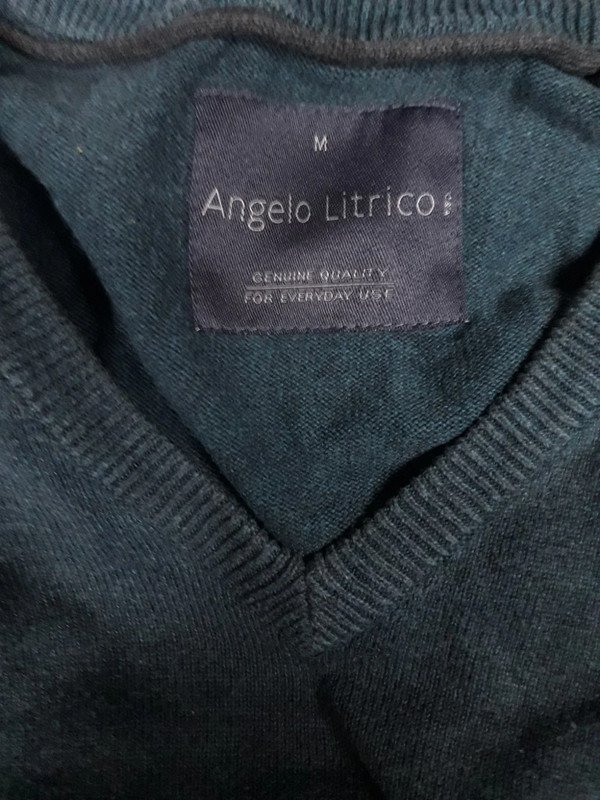 M
Angelo Litrico
GENUINE QUALITY
FOR EVERYDAY USE